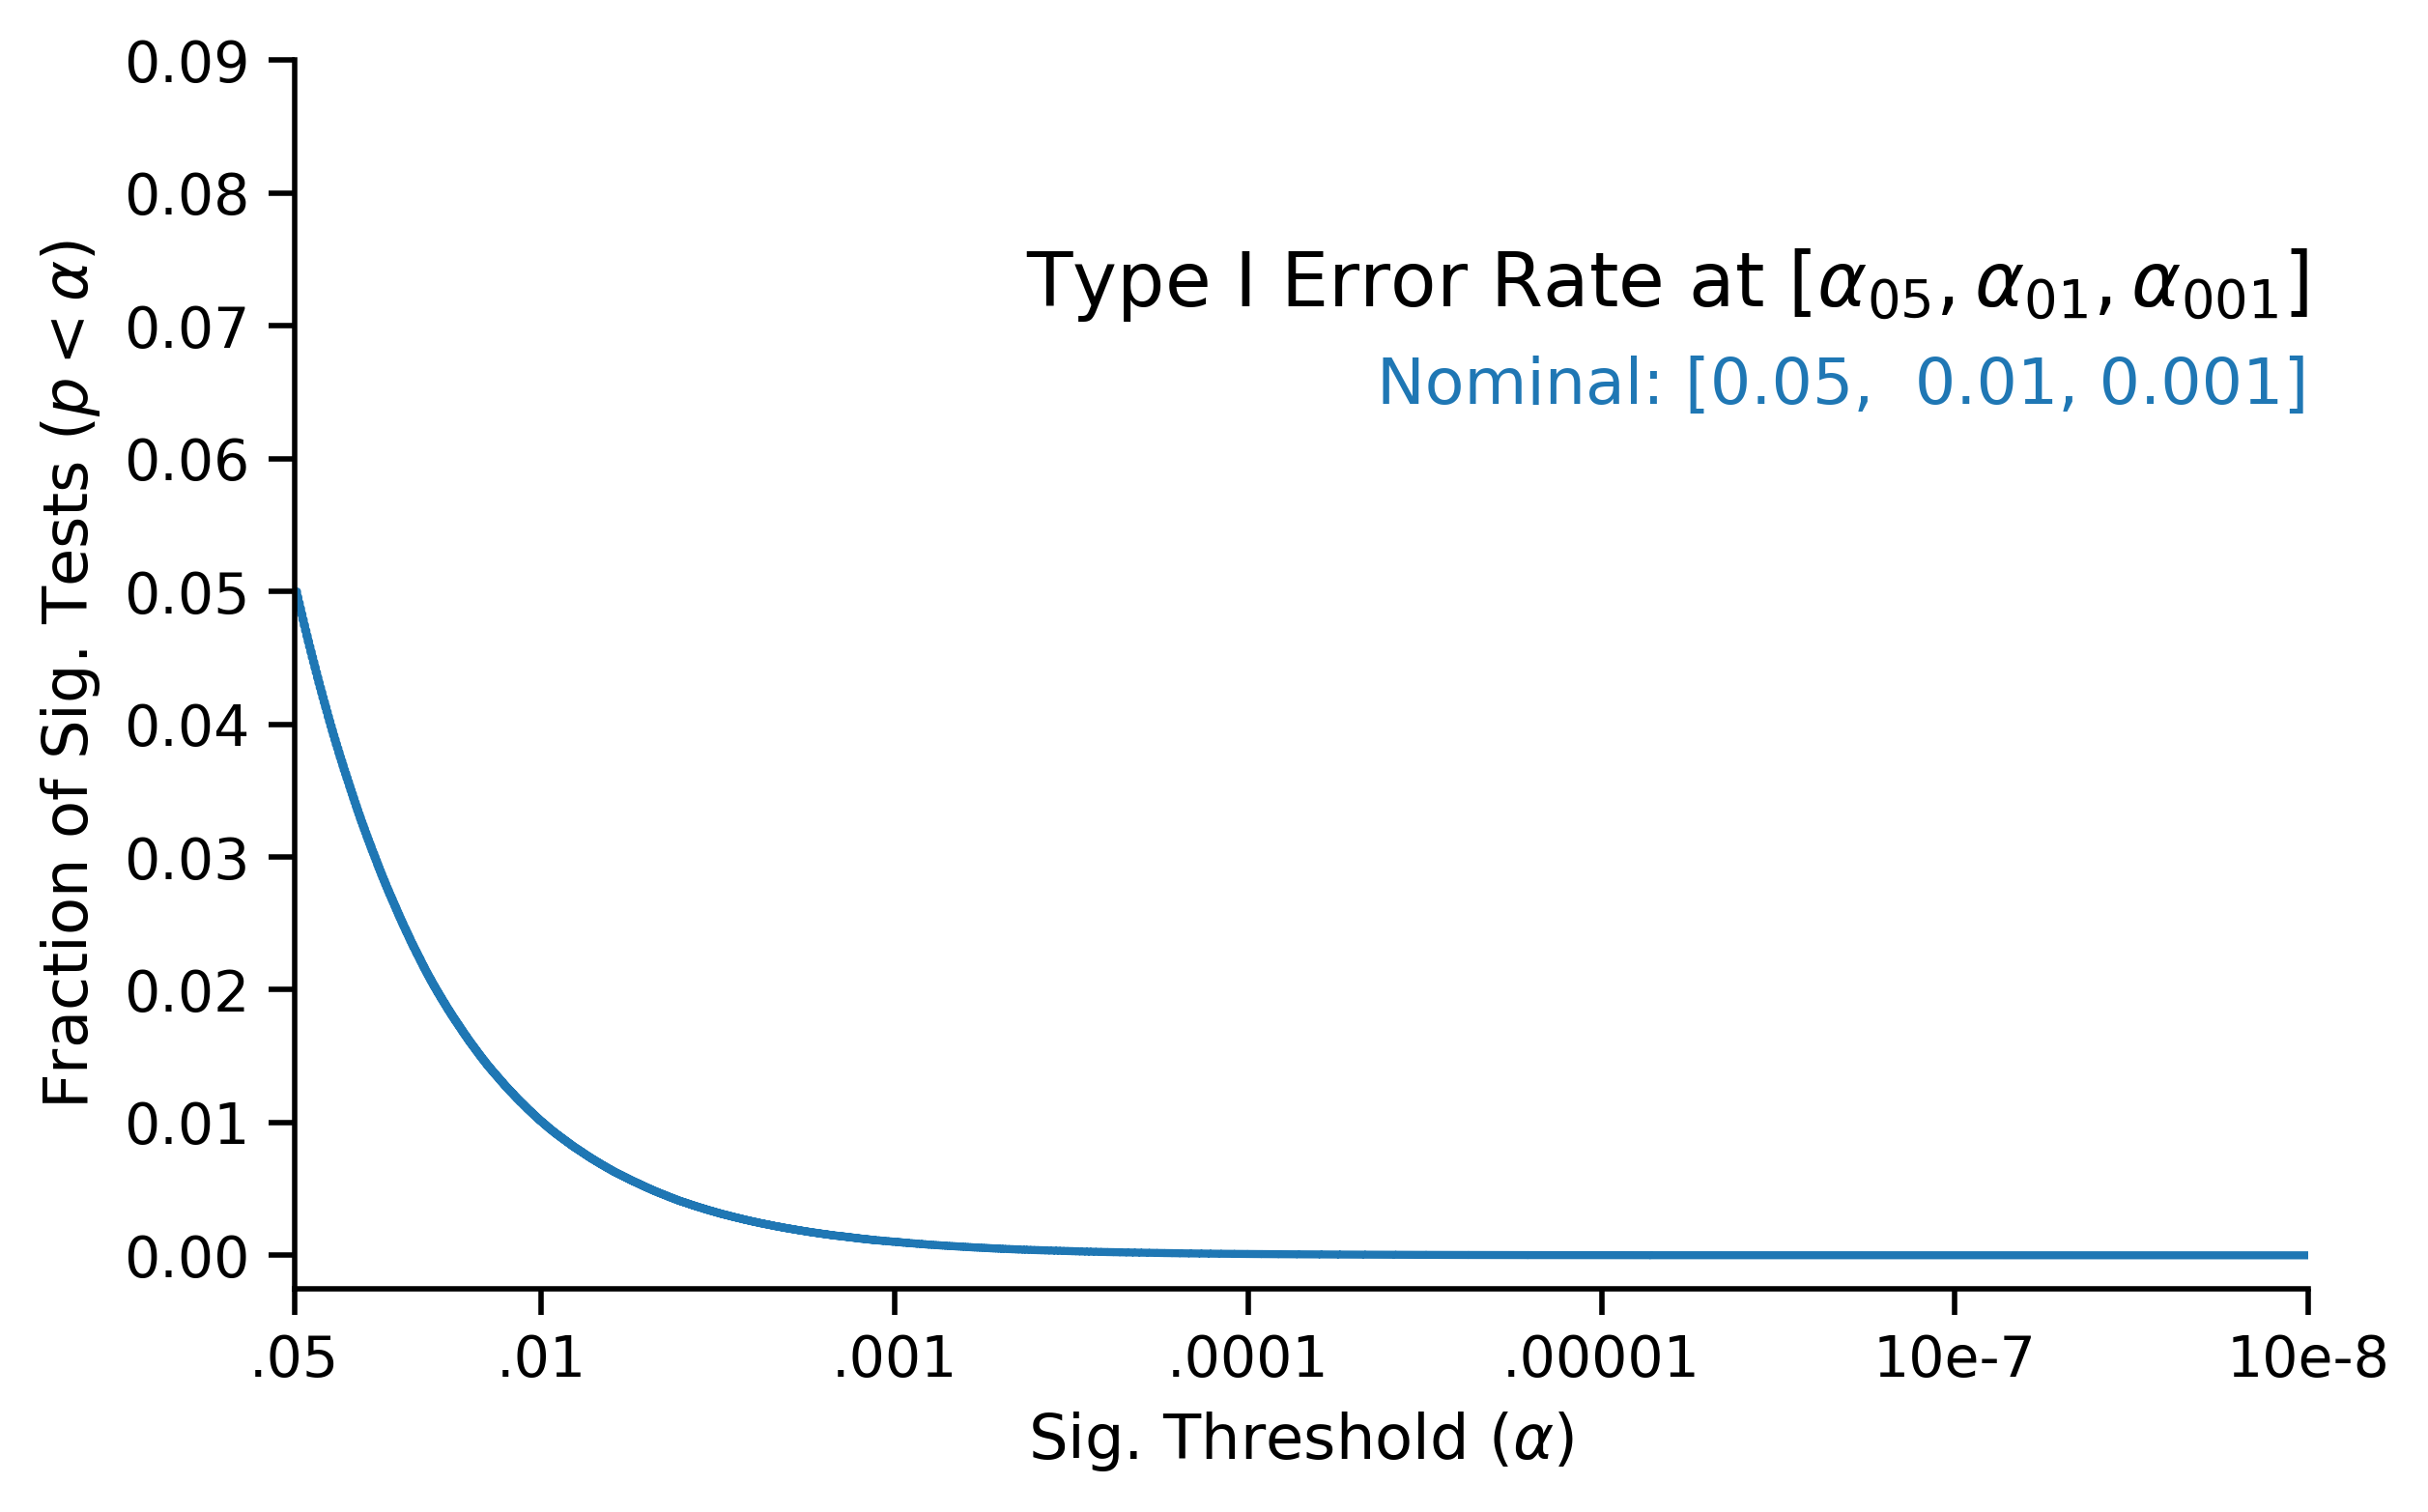 0.09
0.08
0.07
0.06
0.05
0.04
0.03
0.02
0.01
0.00
Fraction of Sig. Tests (p < α)
Type I Error Rate at [α₀₅, α₀₁, α₀₀₁]
Nominal: [0.05, 0.01, 0.001]
.05 .01 .001 .0001 .00001 10e-7 10e-8
Sig. Threshold (α)